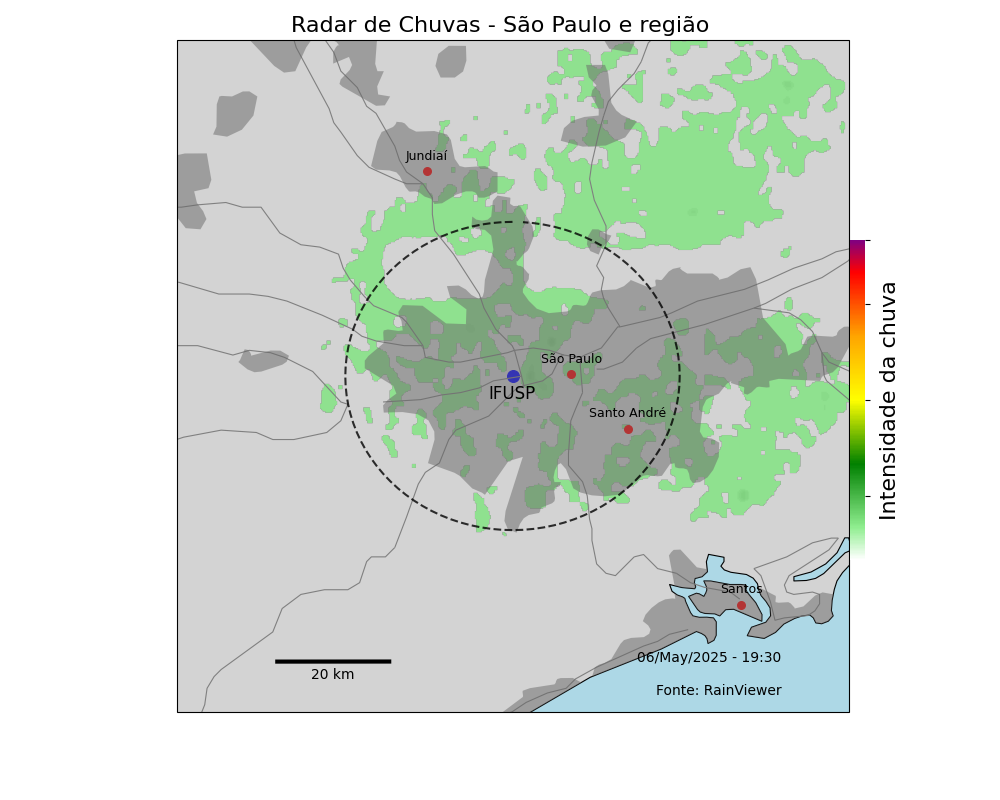 Radar de Chuvas - São Paulo e região
Jundiaí
São Paulo
IFUSP
Santo André
Santos
06/May/2025 - 19:30
20 km
Fonte: RainViewer
Intensidade da chuva